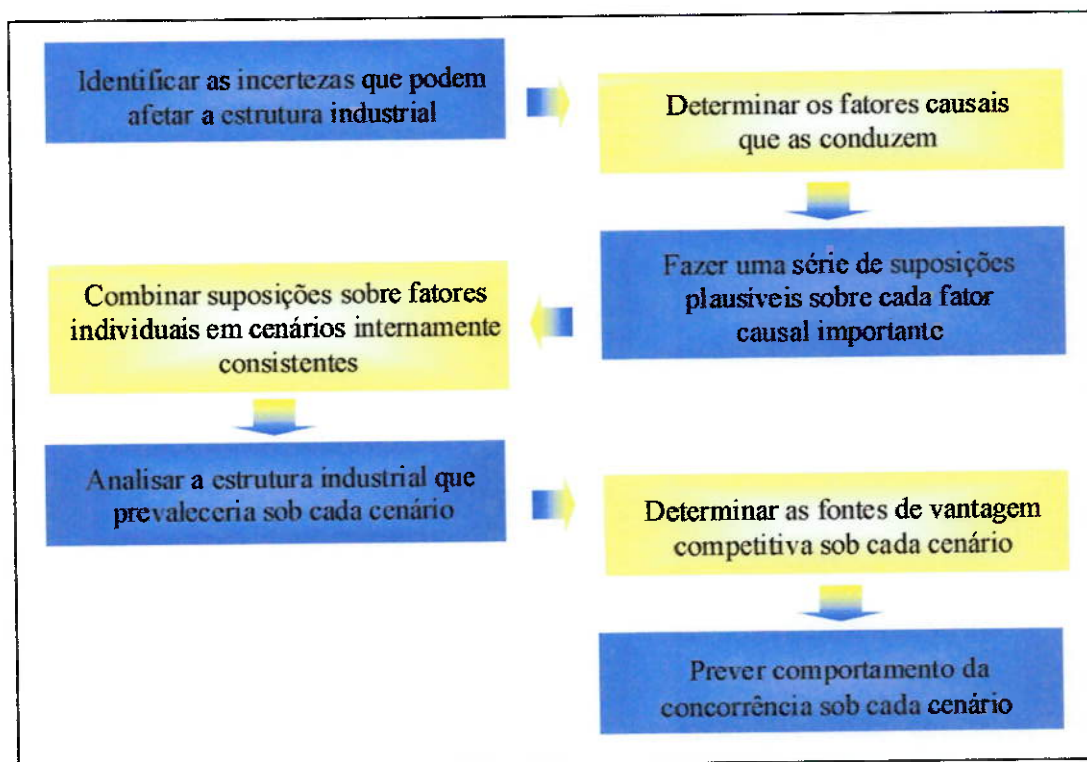 Identificar as incertezas que podem
afetar a estrutura industrial
Determinar os fatores causais
que as conduzem
Fazer uma série de suposições
plausíveis sobre cada fator
causal importante
Combinar suposições sobre fatores
individuais em cenários internamente
consistentes
Analisar a estrutura industrial que
prevaleceria sob cada cenário
Determinar as fontes de vantagem
competitiva sob cada cenário
Prever comportamento da
concorrência sob cada cenário